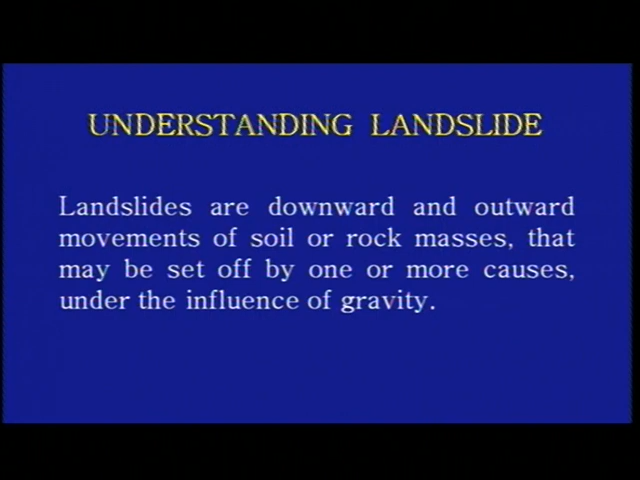 UNDERSTANDING LANDSLIDE
Landslides are downward and outward
movements of soil or rock masses, that
may be set off by one or more causes,
under the influence of gravity.